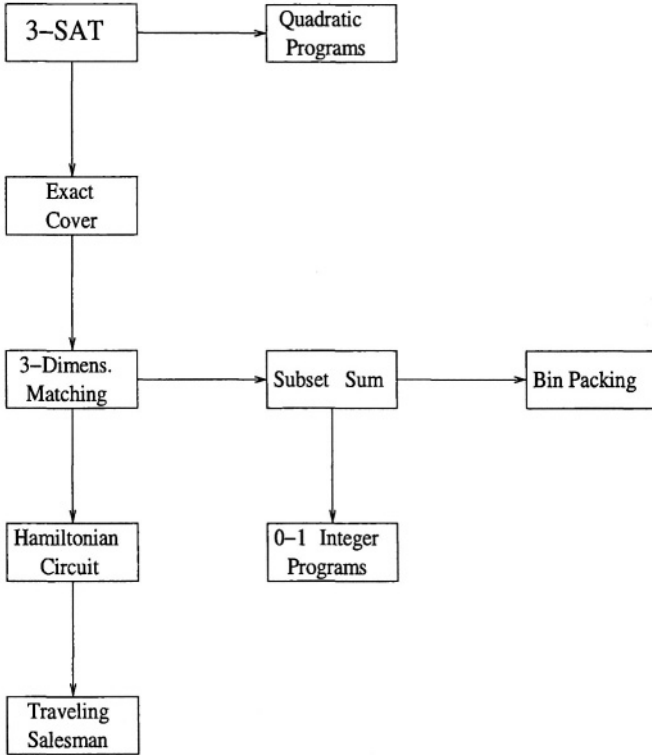 3–SAT
Quadratic
Programs
Exact
Cover
3–Dimens.
Matching
Subset Sum
Bin Packing
Hamiltonian
Circuit
0–1 Integer
Programs
Traveling
Salesman